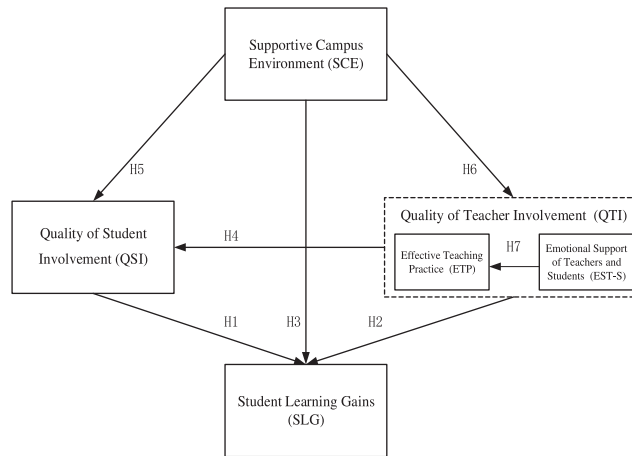 Supportive Campus
Environment (SCE)
H5
H6
Quality of Student
Involvement (QSI)
H4
Quality of Teacher Involvement (QTI)
Effective Teaching
Practice (ETP)
H7
Emotional Support
of Teachers and
Students (EST-S)
H1
H3
H2
Student Learning Gains
(SLG)